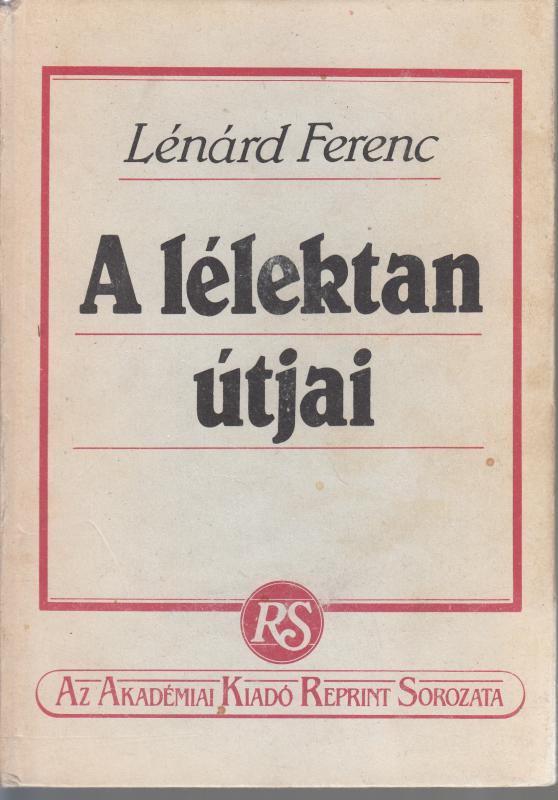 Lénárd Ferenc
A lélektan
útjai
RS
AZ AKADÉMIAI KIADÓ REPRINT SOROZATA